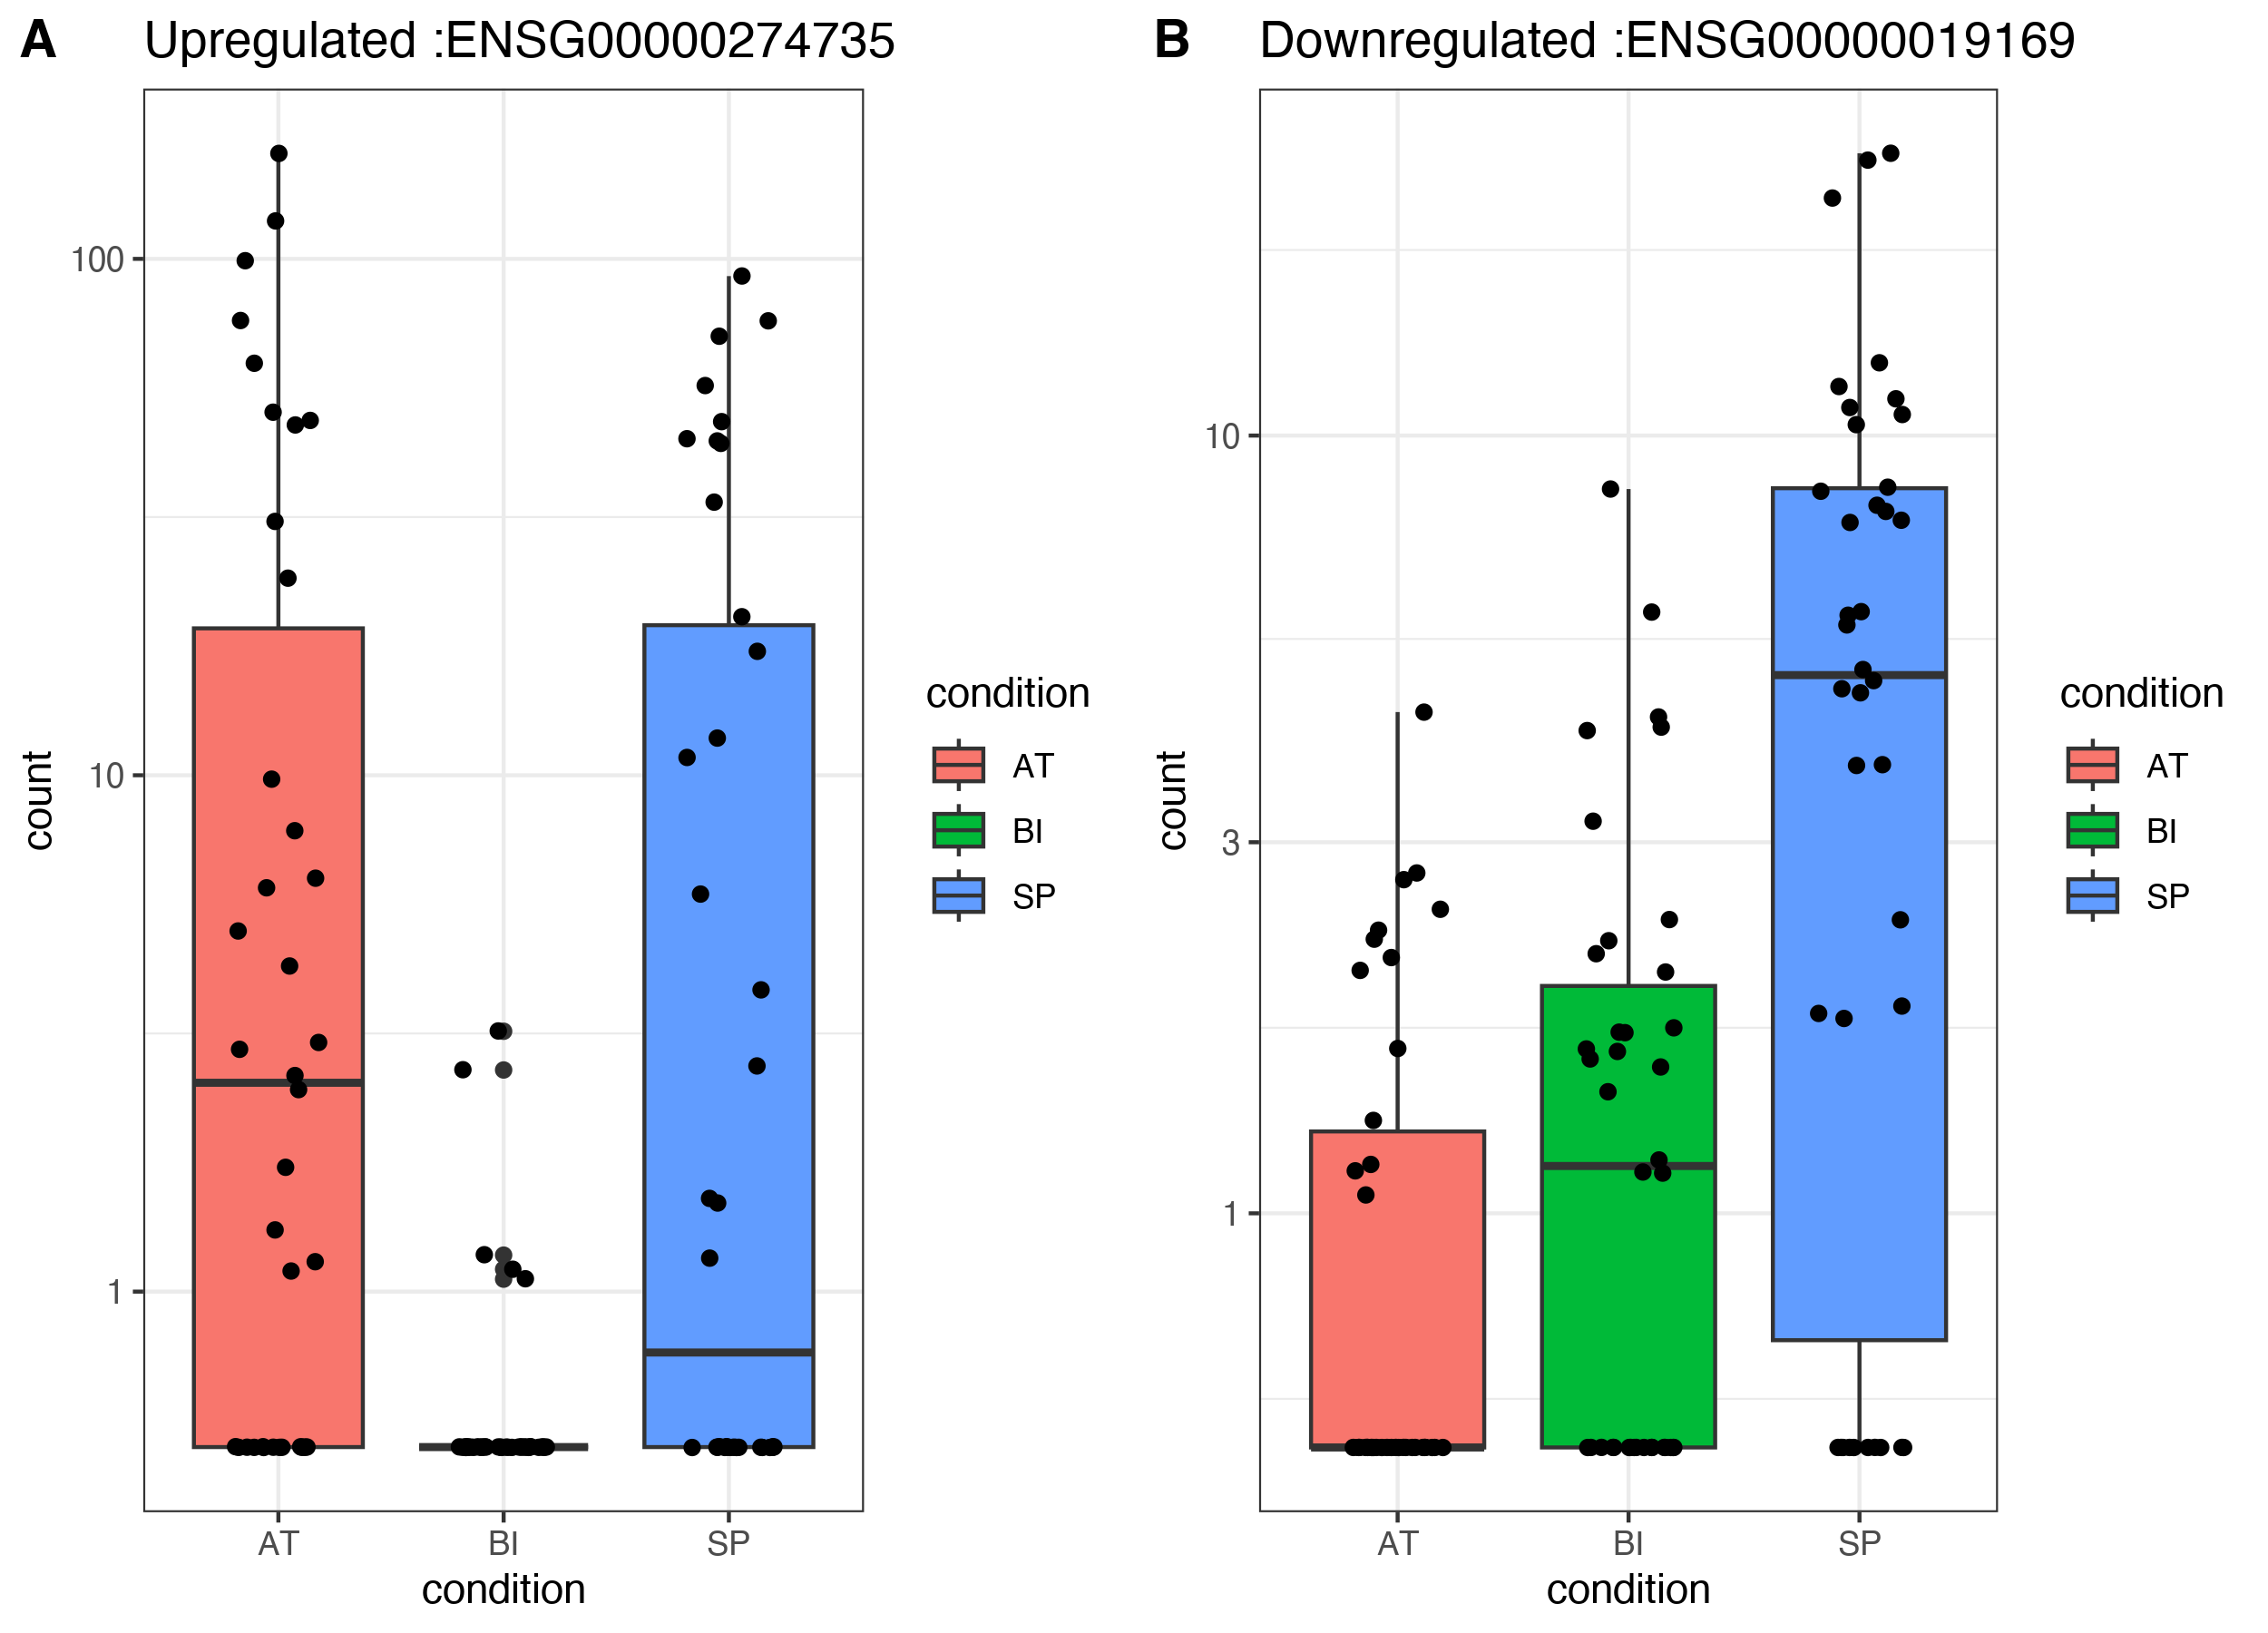 A
Upregulated :ENSG00000274735
count
100
10
1
AT
BI
SP
condition
condition
AT
BI
SP
B
Downregulated :ENSG00000019169
count
10
3
1
AT
BI
SP
condition
condition
AT
BI
SP